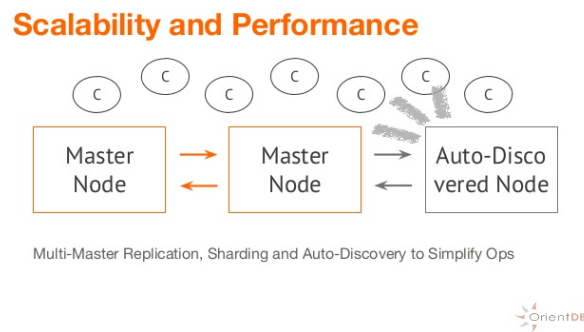 Scalability and Performance
C C C C C C C
Master
Node
Master
Node
Auto-Disco
vered Node
Multi-Master Replication, Sharding and Auto-Discovery to Simplify Ops
OrientDB